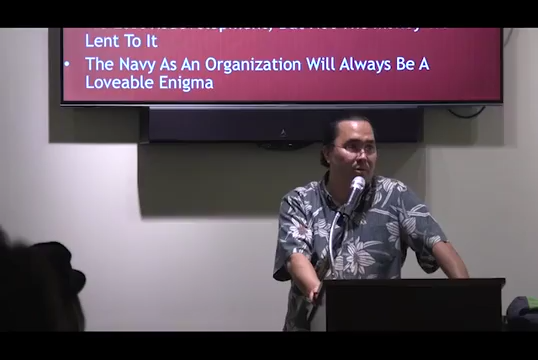 Lent To It
• The Navy As An Organization Will Always Be A
Loveable Enigma